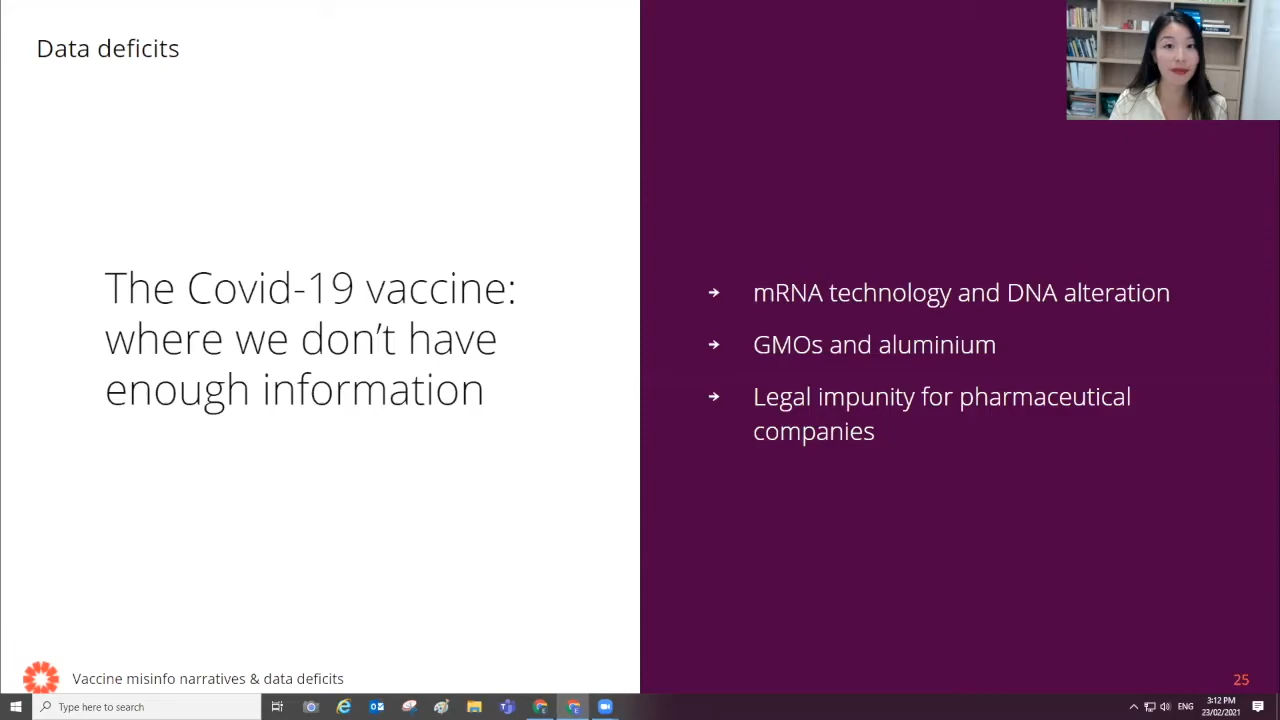 Data deficits
The Covid-19 vaccine:
where we don't have
enough information
→ mRNA technology and DNA alteration
→ GMOs and aluminium
→ Legal impunity for pharmaceutical
companies
Vaccine misinfo narratives & data deficits
25
Type here to search
ENG
3:12 PM
23/02/2021